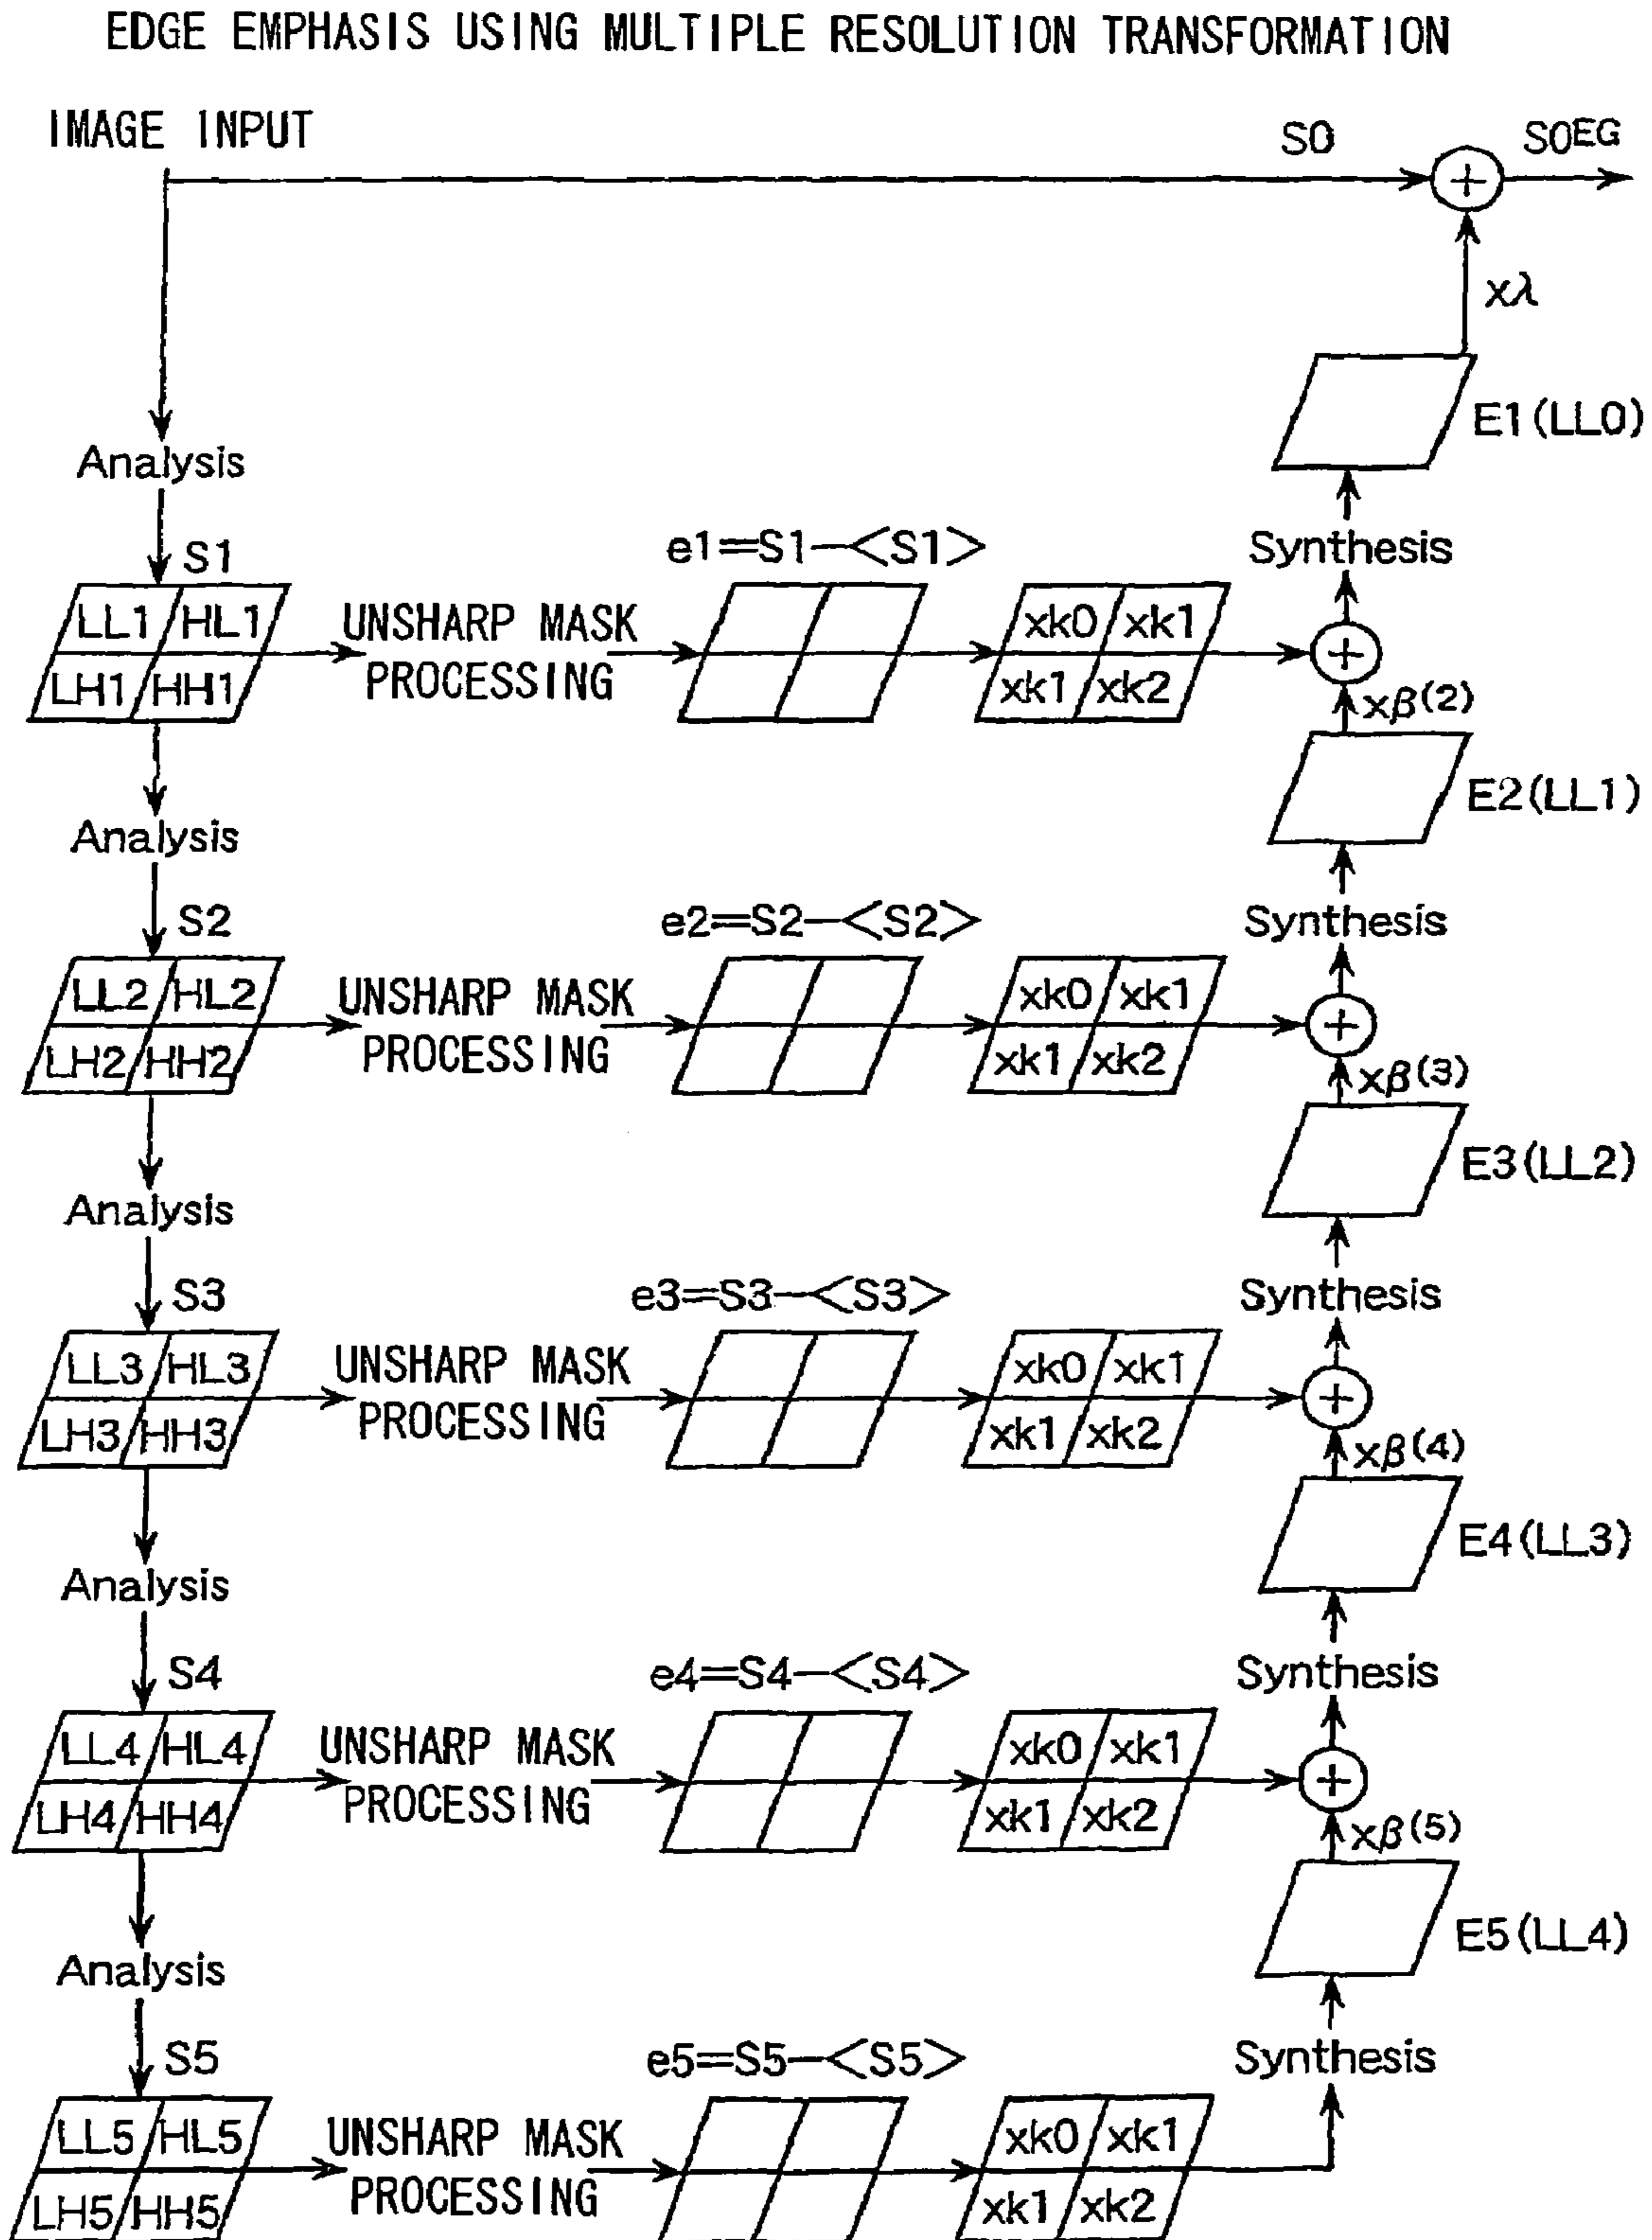 EDGE EMPHASIS USING MULTIPLE RESOLUTION TRANSFORMATION
IMAGE INPUT
S0
S0EG
+
xλ
E1(LL0)
Analysis
Synthesis
S1
e1=S1—<S1>
LL1 HL1
LH1 HH1
UNSHARP MASK
PROCESSING
xk0 xk1
xk1 xk2
+
xβ(2)
E2(LL1)
Analysis
Synthesis
S2
e2=S2—<S2>
LL2 HL2
LH2 HH2
UNSHARP MASK
PROCESSING
xk0 xk1
xk1 xk2
+
xβ(3)
E3(LL2)
Analysis
Synthesis
S3
e3=S3—<S3>
LL3 HL3
LH3 HH3
UNSHARP MASK
PROCESSING
xk0 xk1
xk1 xk2
+
xβ(4)
E4(LL3)
Analysis
Synthesis
S4
e4=S4—<S4>
LL4 HL4
LH4 HH4
UNSHARP MASK
PROCESSING
xk0 xk1
xk1 xk2
+
xβ(5)
E5(LL4)
Analysis
Synthesis
S5
e5=S5—<S5>
LL5 HL5
LH5 HH5
UNSHARP MASK
PROCESSING
xk0 xk1
xk1 xk2